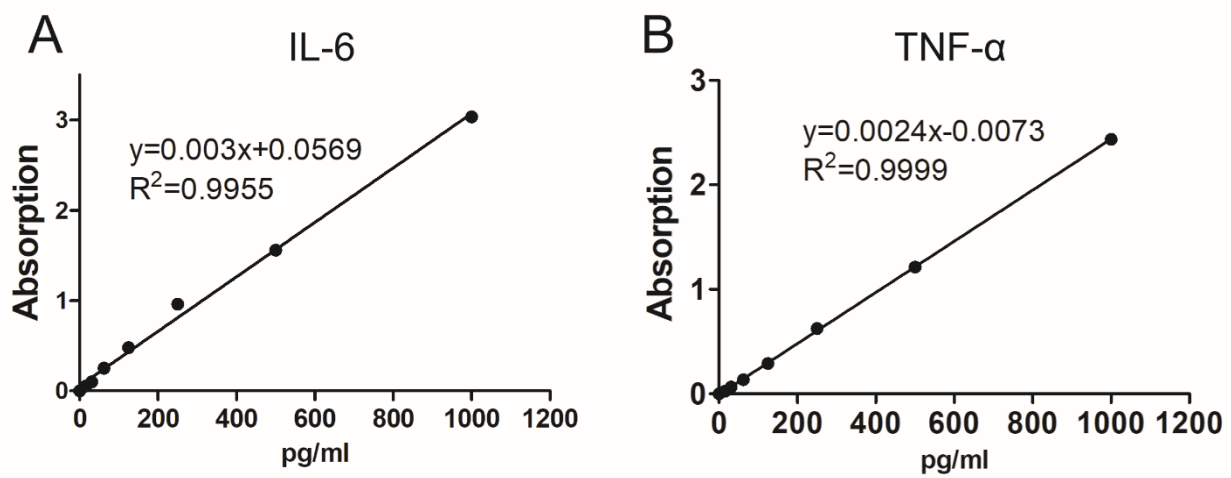 A
IL-6
y=0.003x+0.0569
R²=0.9955
Absorption
3
2
1
0
0 200 400 600 800 1000 1200
pg/ml
B
TNF-α
y=0.0024x-0.0073
R²=0.9999
Absorption
3
2
1
0
0 200 400 600 800 1000 1200
pg/ml